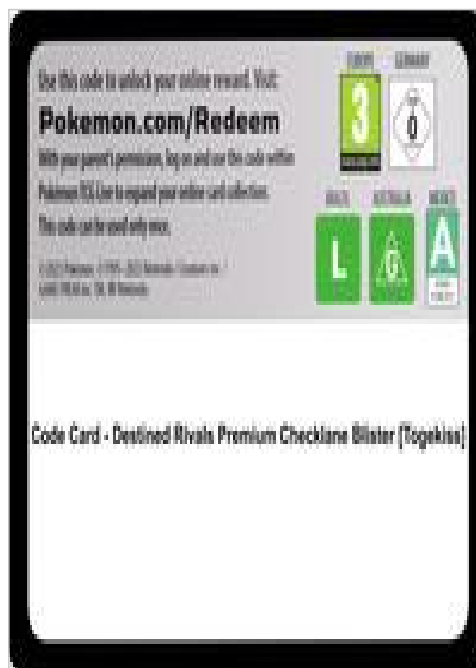 Use this code to unlock your online reward. Visit:
Pokemon.com/Redeem
With your parent's permission, log on and use this code within
Pokémon TCG Live to expand your online card collection.
This code can be used only once.
EUROPE GERMANY
3
0
BRAZIL AUSTRALIA MEXICO
L
G
A
Code Card - Destined Rivals Premium Checklane Blister [Togekiss]